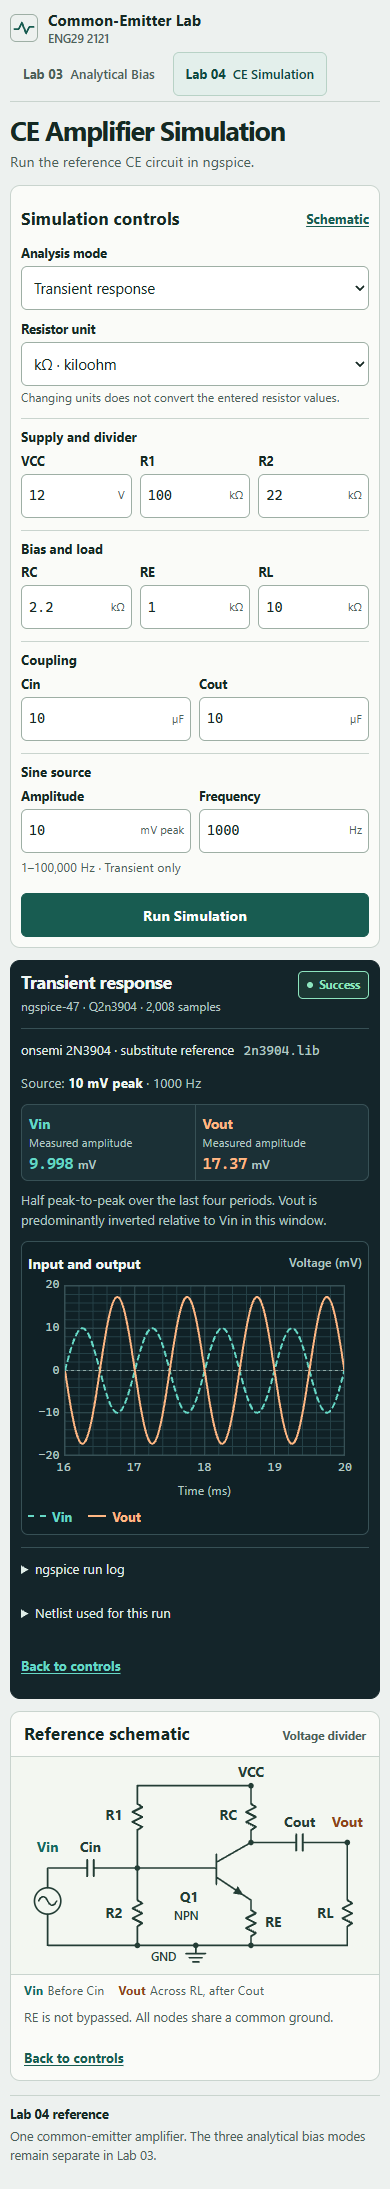 Common-Emitter Lab
ENG29 2121
Lab 03 Analytical Bias
Lab 04 CE Simulation
CE Amplifier Simulation
Run the reference CE circuit in ngspice.
Simulation controls
Schematic
Analysis mode
Transient response
Resistor unit
kΩ · kiloohm
Changing units does not convert the entered resistor values.
Supply and divider
VCC R1 R2
12 V 100 kΩ 22 kΩ
Bias and load
RC RE RL
2.2 kΩ 1 kΩ 10 kΩ
Coupling
Cin Cout
10 µF 10 µF
Sine source
Amplitude Frequency
10 mV peak 1000 Hz
1–100,000 Hz · Transient only
Run Simulation
Transient response
Success
ngspice-47 · Q2n3904 · 2,008 samples
onsemi 2N3904 · substitute reference 2n3904.lib
Source: 10 mV peak · 1000 Hz
Vin Vout
Measured amplitude Measured amplitude
9.998 mV 17.37 mV
Half peak-to-peak over the last four periods. Vout is
predominantly inverted relative to Vin in this window.
Input and output Voltage (mV)
20
10
0
−10
−20
16 17 18 19 20
Time (ms)
Vin Vout
ngspice run log
Netlist used for this run
Back to controls
Reference schematic Voltage divider
VCC
R1 RC
Cout Vout
Vin Cin
Q1
NPN
R2 RE RL
GND
Vin Before Cin Vout Across RL, after Cout
RE is not bypassed. All nodes share a common ground.
Back to controls
Lab 04 reference
One common-emitter amplifier. The three analytical bias modes
remain separate in Lab 03.